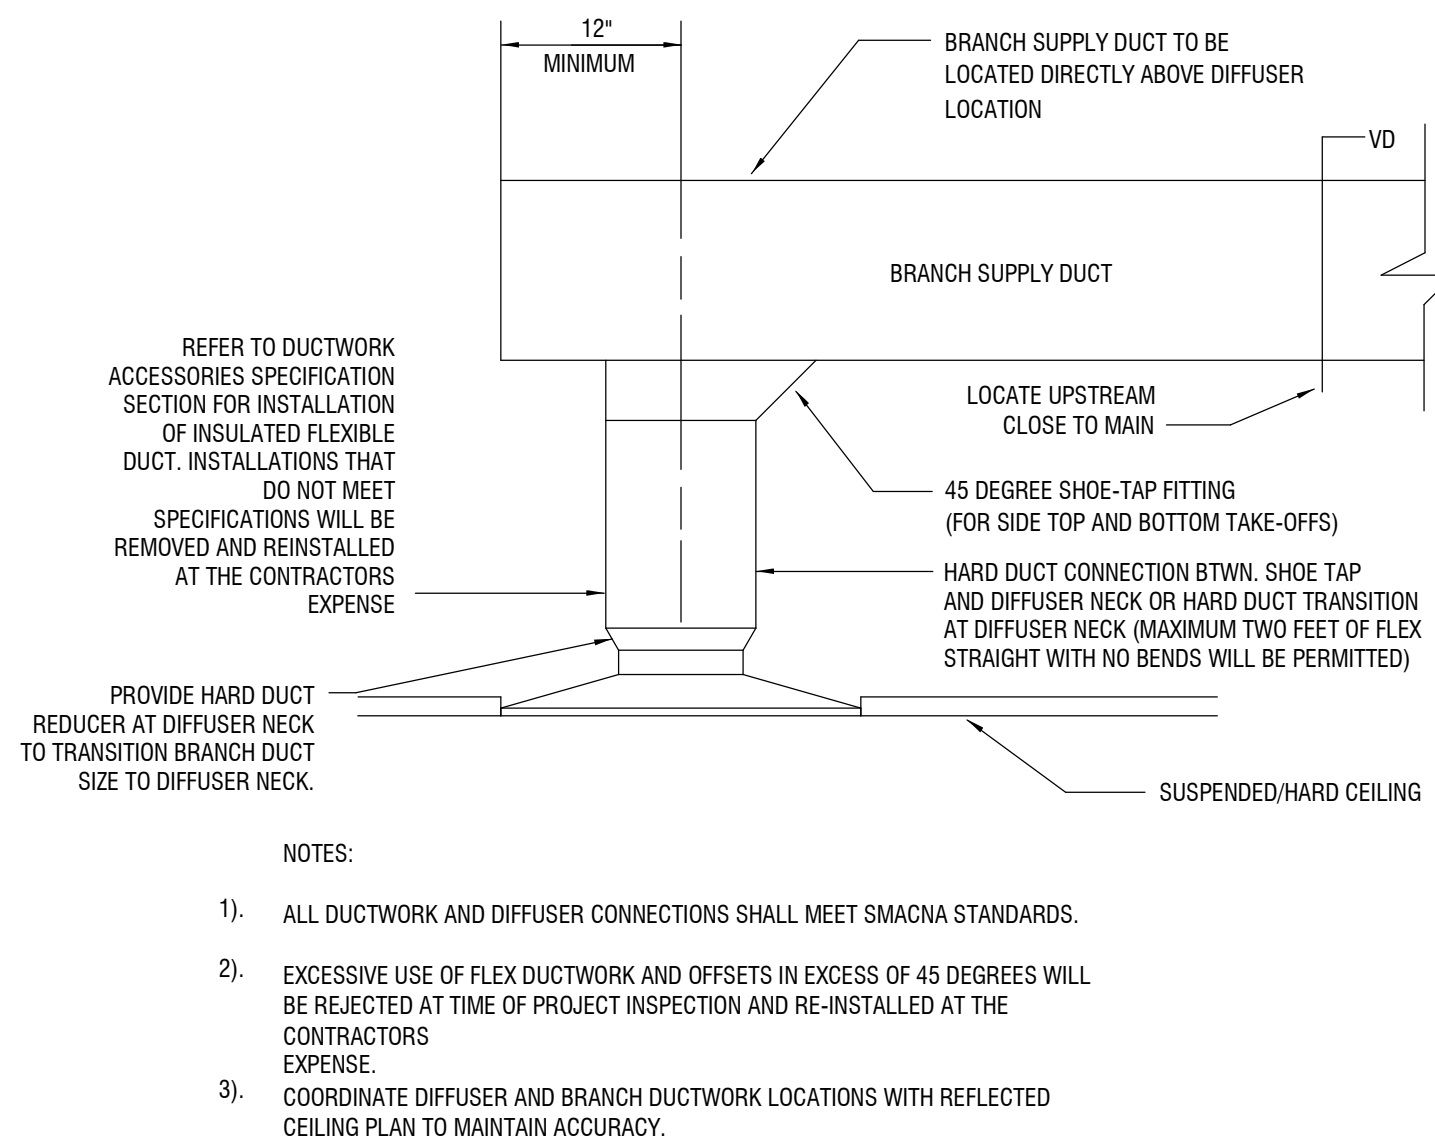 12"
MINIMUM
BRANCH SUPPLY DUCT TO BE
LOCATED DIRECTLY ABOVE DIFFUSER
LOCATION
VD
BRANCH SUPPLY DUCT
REFER TO DUCTWORK
ACCESSORIES SPECIFICATION
SECTION FOR INSTALLATION
OF INSULATED FLEXIBLE
DUCT. INSTALLATIONS THAT
DO NOT MEET
SPECIFICATIONS WILL BE
REMOVED AND REINSTALLED
AT THE CONTRACTORS
EXPENSE
LOCATE UPSTREAM
CLOSE TO MAIN
45 DEGREE SHOE-TAP FITTING
(FOR SIDE TOP AND BOTTOM TAKE-OFFS)
HARD DUCT CONNECTION BTWN. SHOE TAP
AND DIFFUSER NECK OR HARD DUCT TRANSITION
AT DIFFUSER NECK (MAXIMUM TWO FEET OF FLEX
STRAIGHT WITH NO BENDS WILL BE PERMITTED)
PROVIDE HARD DUCT
REDUCER AT DIFFUSER NECK
TO TRANSITION BRANCH DUCT
SIZE TO DIFFUSER NECK.
SUSPENDED/HARD CEILING
NOTES:
1). ALL DUCTWORK AND DIFFUSER CONNECTIONS SHALL MEET SMACNA STANDARDS.
2). EXCESSIVE USE OF FLEX DUCTWORK AND OFFSETS IN EXCESS OF 45 DEGREES WILL
BE REJECTED AT TIME OF PROJECT INSPECTION AND RE-INSTALLED AT THE
CONTRACTORS
EXPENSE.
3). COORDINATE DIFFUSER AND BRANCH DUCTWORK LOCATIONS WITH REFLECTED
CEILING PLAN TO MAINTAIN ACCURACY.